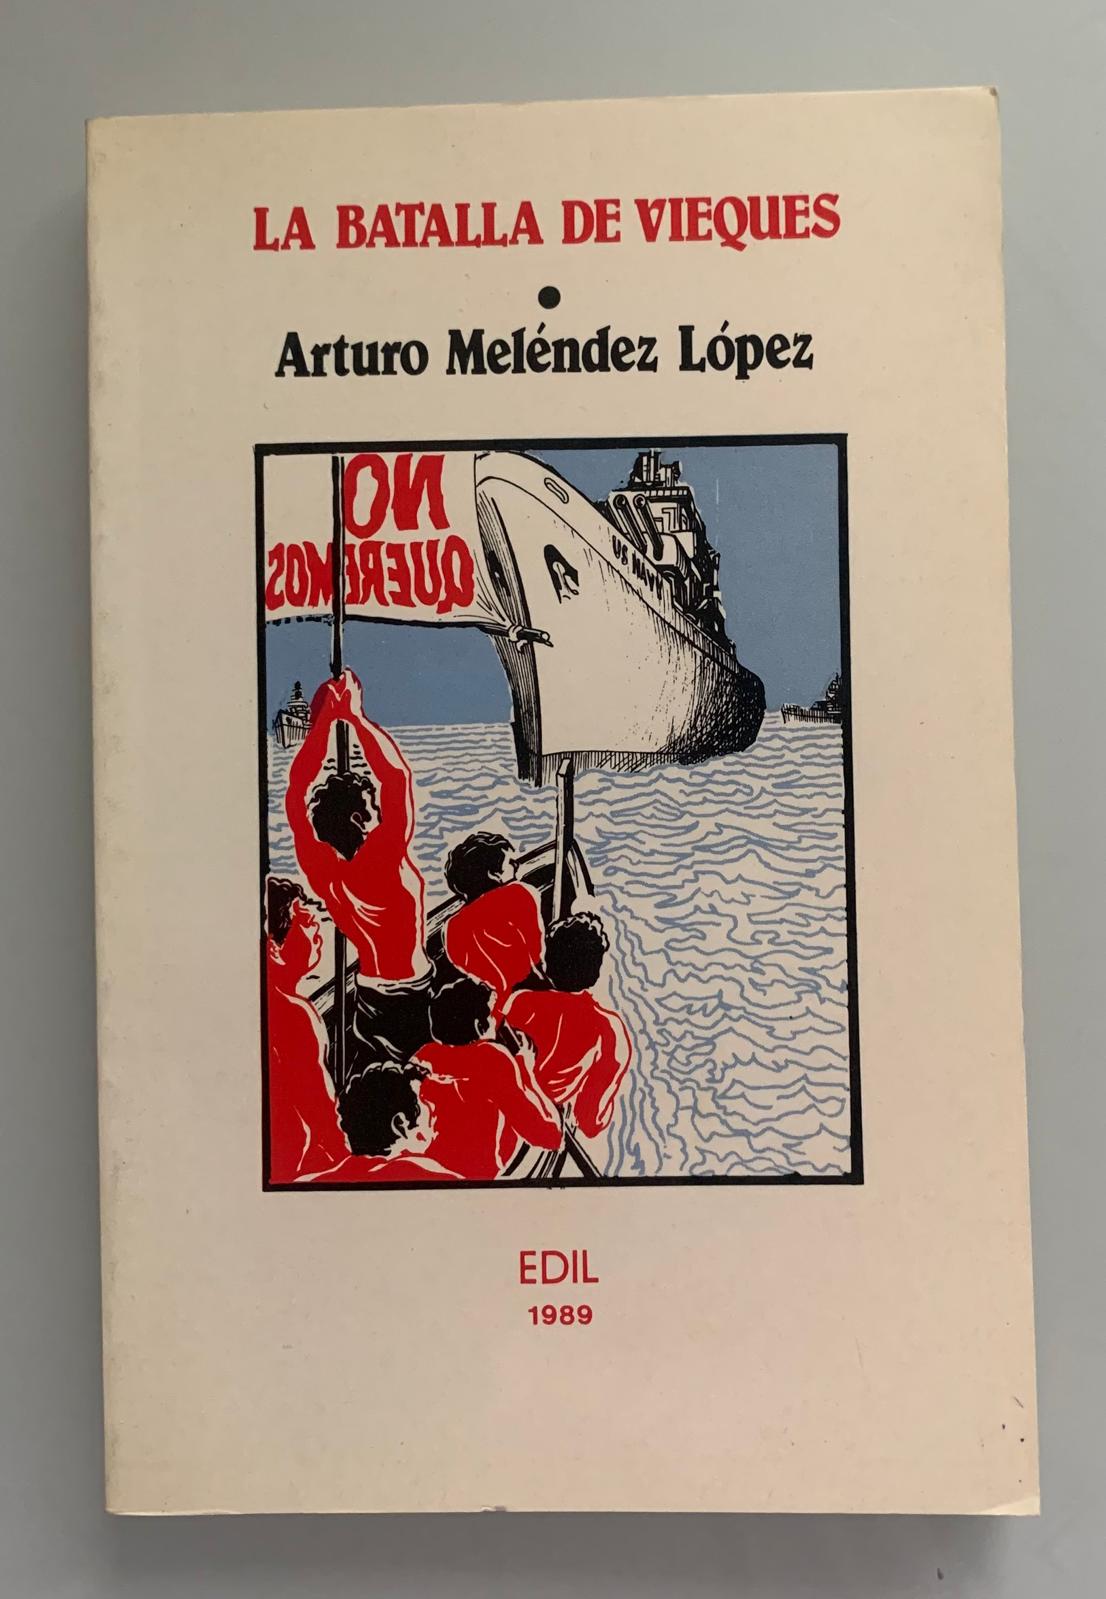 LA BATALLA DE VIEQUES
Arturo Meléndez López
NO
QUEREMOS
US NAVY
EDIL
1989